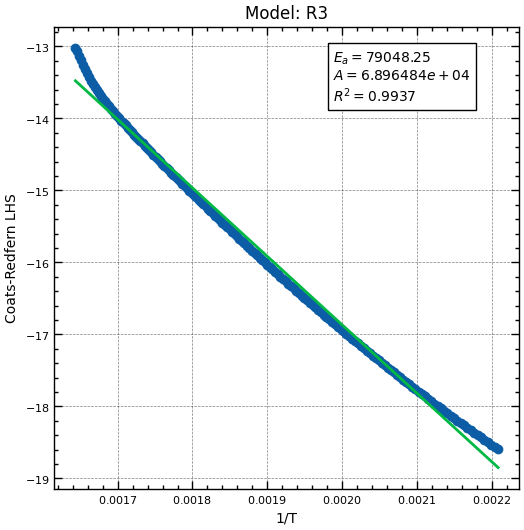 Model: R3
E_a = 79048.25
A = 6.896484e + 04
R^2 = 0.9937
Coats-Redfern LHS
−13
−14
−15
−16
−17
−18
−19
0.0017 0.0018 0.0019 0.0020 0.0021 0.0022
1/T